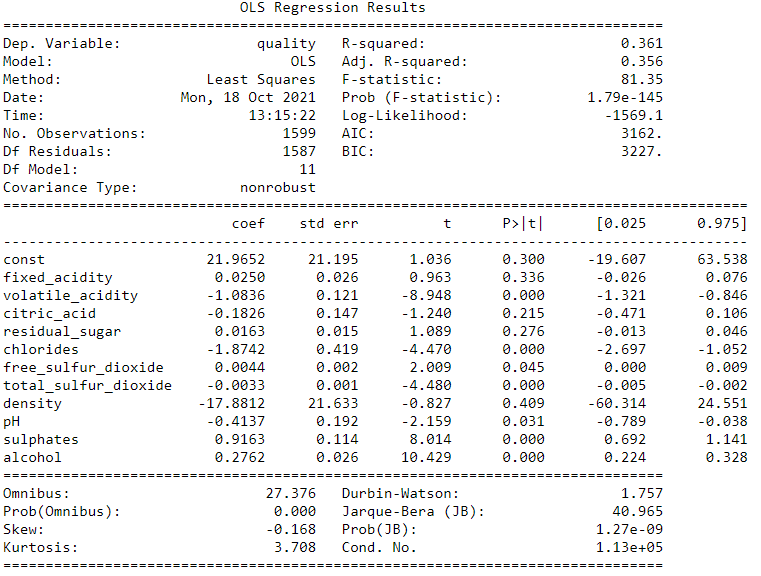 OLS Regression Results
==============================================================================
Dep. Variable:                quality   R-squared:                       0.361
Model:                            OLS   Adj. R-squared:                  0.356
Method:                 Least Squares   F-statistic:                     81.35
Date:                Mon, 18 Oct 2021   Prob (F-statistic):          1.79e-145
Time:                        13:15:22   Log-Likelihood:                -1569.1
No. Observations:                1599   AIC:                             3162.
Df Residuals:                    1587   BIC:                             3227.
Df Model:                          11
Covariance Type:            nonrobust
========================================================================================
                           coef    std err          t      P>|t|      [0.025      0.975]
----------------------------------------------------------------------------------------
const                   21.9652     21.195      1.036      0.300     -19.607      63.538
fixed_acidity            0.0250      0.026      0.963      0.336      -0.026       0.076
volatile_acidity        -1.0836      0.121     -8.948      0.000      -1.321      -0.846
citric_acid             -0.1826      0.147     -1.240      0.215      -0.471       0.106
residual_sugar           0.0163      0.015      1.089      0.276      -0.013       0.046
chlorides               -1.8742      0.419     -4.470      0.000      -2.697      -1.052
free_sulfur_dioxide      0.0044      0.002      2.009      0.045       0.000       0.009
total_sulfur_dioxide    -0.0033      0.001     -4.480      0.000      -0.005      -0.002
density                -17.8812     21.633     -0.827      0.409     -60.314      24.551
pH                      -0.4137      0.192     -2.159      0.031      -0.789      -0.038
sulphates                0.9163      0.114      8.014      0.000       0.692       1.141
alcohol                  0.2762      0.026     10.429      0.000       0.224       0.328
==============================================================================
Omnibus:                       27.376   Durbin-Watson:                   1.757
Prob(Omnibus):                  0.000   Jarque-Bera (JB):               40.965
Skew:                          -0.168   Prob(JB):                     1.27e-09
Kurtosis:                       3.708   Cond. No.                     1.13e+05
==============================================================================